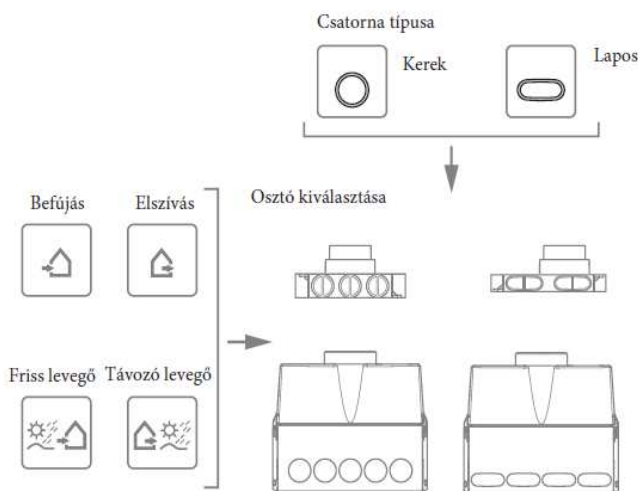 Csatorna típusa
Kerek
Lapos
Befújás
Elszívás
Osztó kiválasztása
Friss levegő
Távozó levegő